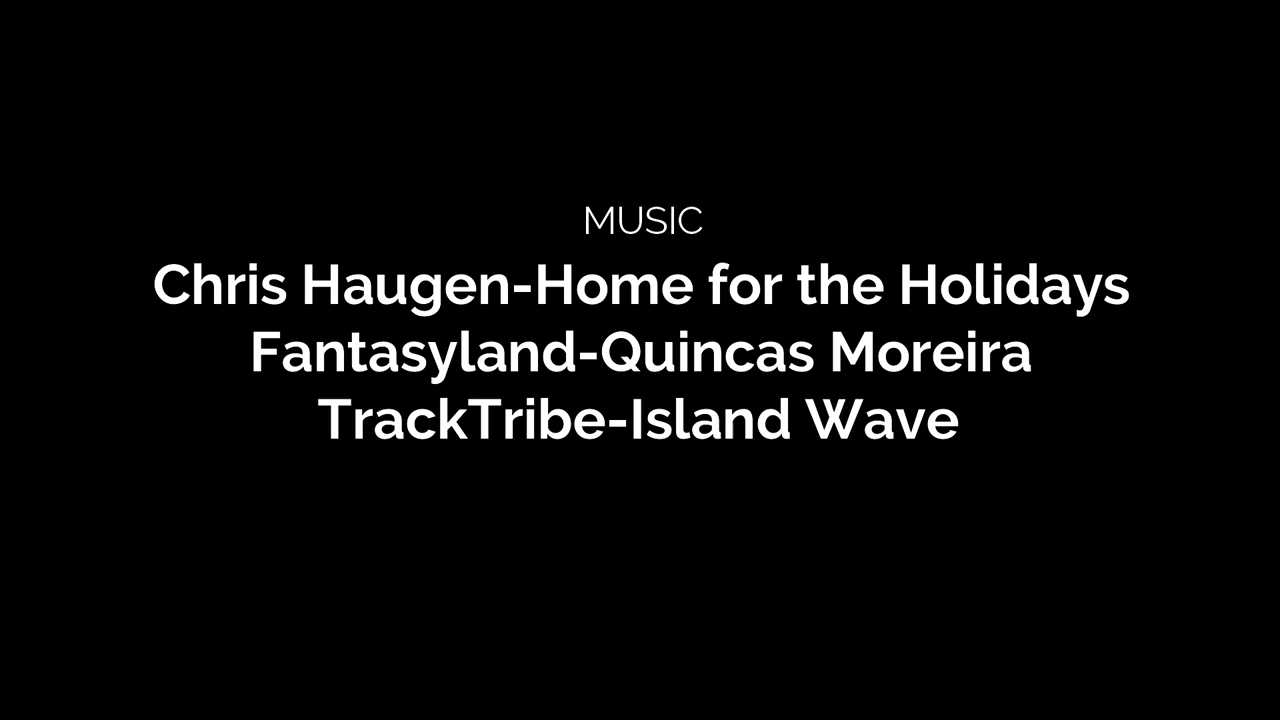 MUSIC
Chris Haugen-Home for the Holidays
Fantasyland-Quincas Moreira
TrackTribe-Island Wave